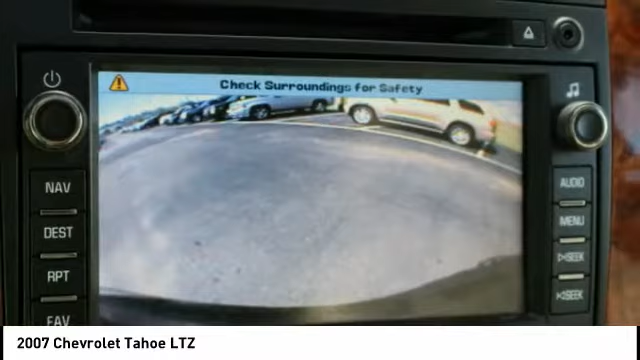 Check Surroundings for Safety
NAV
DEST
RPT
FAV
AUDIO
MENU
SEEK
SEEK
2007 Chevrolet Tahoe LTZ